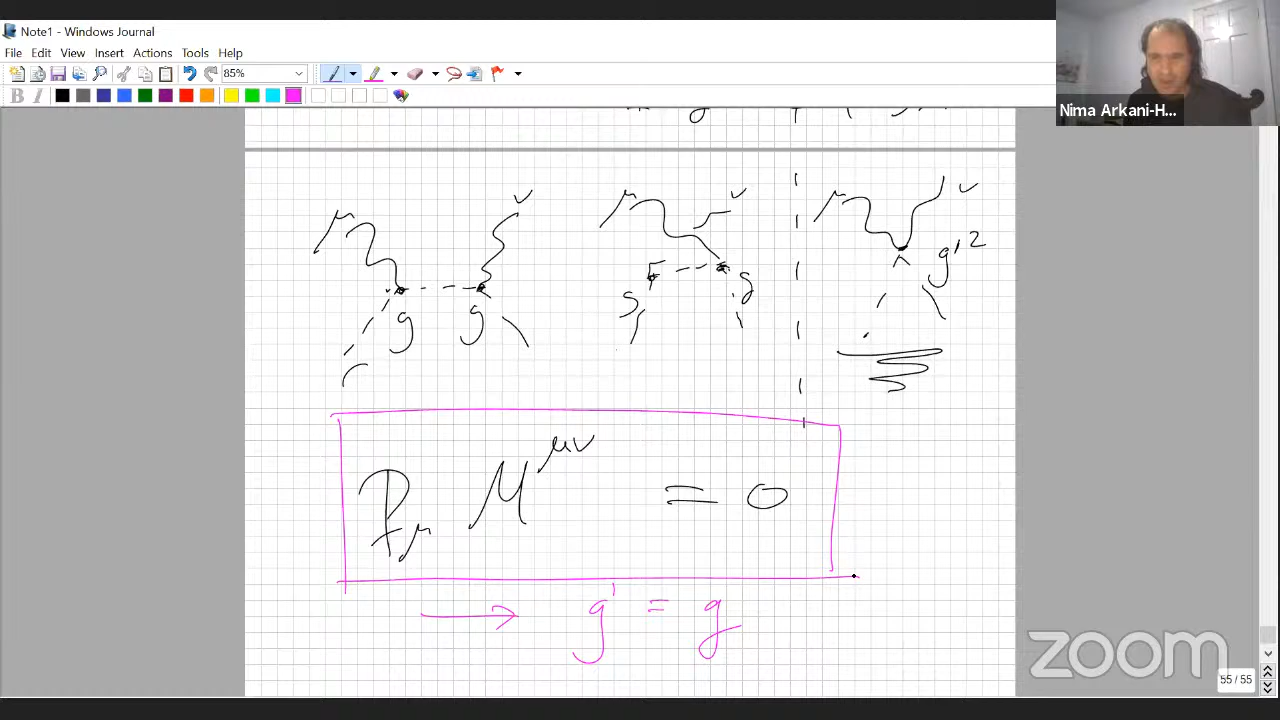 Note1 - Windows Journal
File Edit View Insert Actions Tools Help
85%
B I
Nima Arkani-H...
μ ν μ ν μ ν
g g g g g'²
P_μ M^{μν} = 0
→ g' = g
zoom
55 / 55